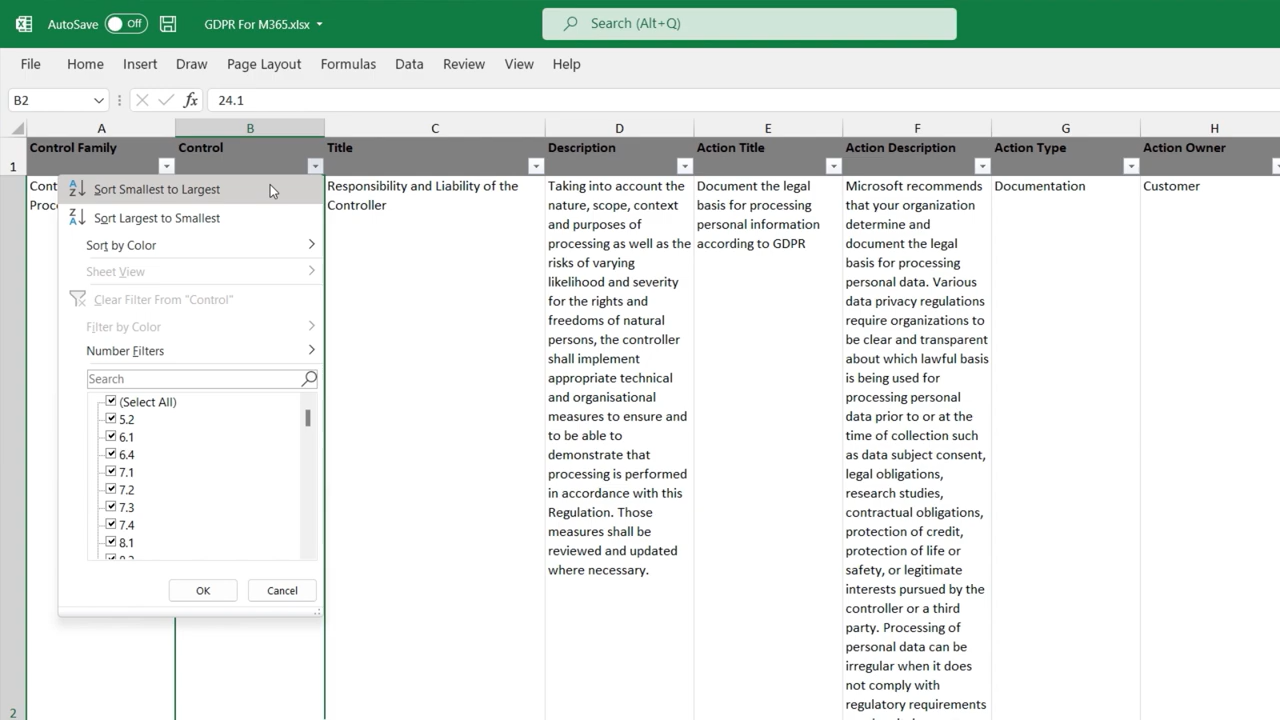 AutoSave Off GDPR For M365.xlsx Search (Alt+Q)
File Home Insert Draw Page Layout Formulas Data Review View Help
B2 fx 24.1
A B C D E F G H
1 Control Family Control Title Description Action Title Action Description Action Type Action Owner
Sort Smallest to Largest
Sort Largest to Smallest
Sort by Color
Sheet View
Clear Filter From "Control"
Filter by Color
Number Filters
Search
(Select All)
5.2
6.1
6.4
7.1
7.2
7.3
7.4
8.1
OK Cancel
Responsibility and Liability of the
Controller
Taking into account the
nature, scope, context
and purposes of
processing as well as the
risks of varying
likelihood and severity
for the rights and
freedoms of natural
persons, the controller
shall implement
appropriate technical
and organisational
measures to ensure and
to be able to
demonstrate that
processing is performed
in accordance with this
Regulation. Those
measures shall be
reviewed and updated
where necessary.
Document the legal
basis for processing
personal information
according to GDPR
Microsoft recommends
that your organization
determine and
document the legal
basis for processing
personal data. Various
data privacy regulations
require organizations to
be clear and transparent
about which lawful basis
is being used for
processing personal
data prior to or at the
time of collection such
as data subject consent,
legal obligations,
research studies,
contractual obligations,
protection of credit,
protection of life or
safety, or legitimate
interests pursued by the
controller or a third
party. Processing of
personal data can be
irregular when it does
not comply with
regulatory requirements
Documentation
Customer
2